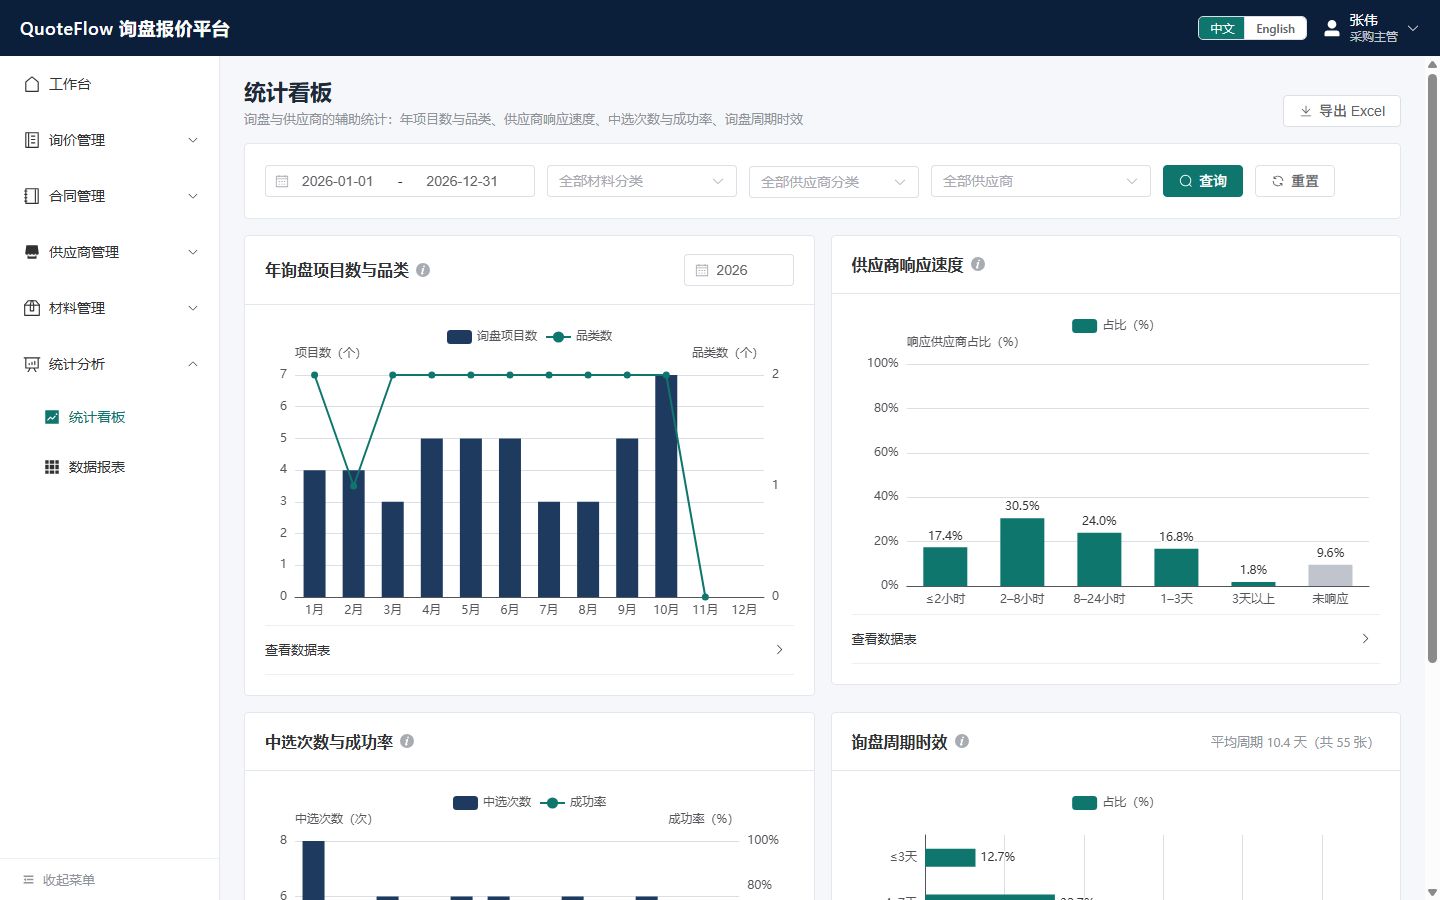 QuoteFlow 询盘报价平台
中文 English
张伟
采购主管
工作台
询价管理
合同管理
供应商管理
材料管理
统计分析
统计看板
数据报表
收起菜单
统计看板
询盘与供应商的辅助统计：年项目数与品类、供应商响应速度、中选次数与成功率、询盘周期时效
导出 Excel
2026-01-01 - 2026-12-31 全部材料分类 全部供应商分类 全部供应商 查询 重置
年询盘项目数与品类
2026
询盘项目数 品类数
项目数（个） 品类数（个）
7 2
6
5
4
1
3
2
1
0 0
1月 2月 3月 4月 5月 6月 7月 8月 9月 10月 11月 12月
查看数据表
供应商响应速度
占比（%）
响应供应商占比（%）
100%
80%
60%
40%
20%
0%
17.4% 30.5% 24.0% 16.8% 1.8% 9.6%
≤2小时 2–8小时 8–24小时 1–3天 3天以上 未响应
查看数据表
中选次数与成功率
中选次数 成功率
中选次数（次） 成功率（%）
8 100%
80%
6
询盘周期时效
平均周期 10.4 天（共 55 张）
占比（%）
≤3天 12.7%